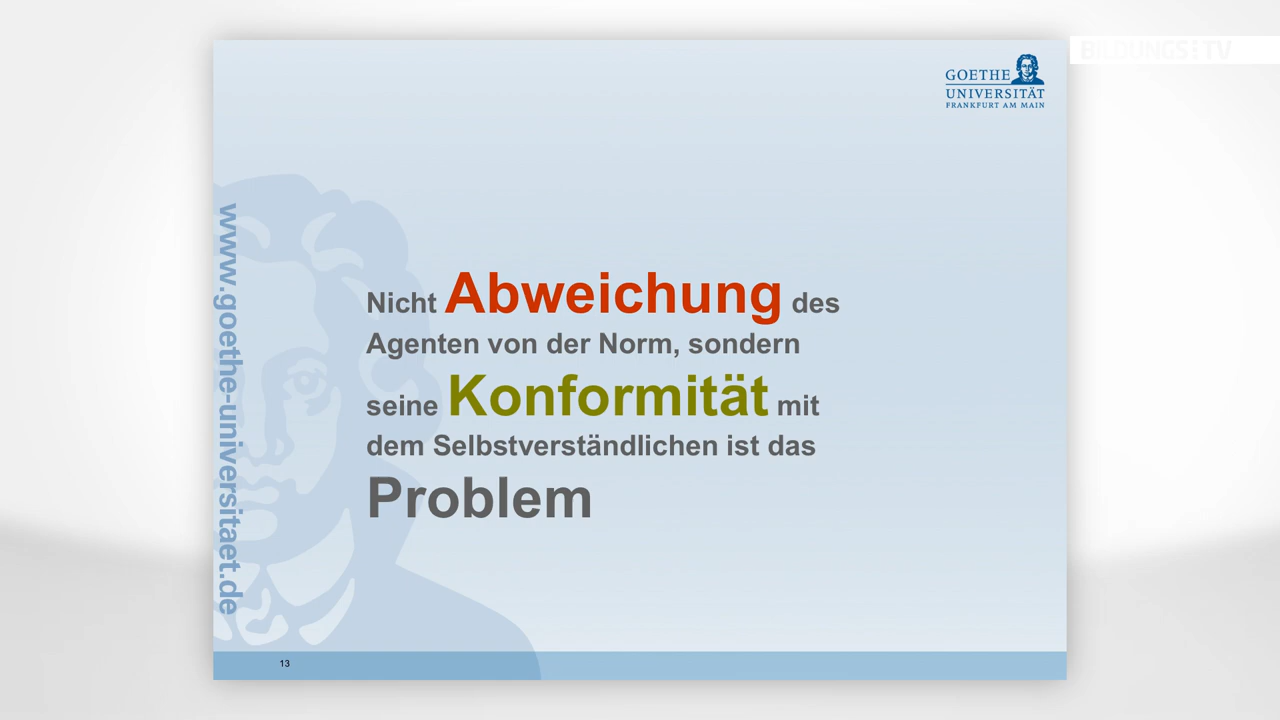 BILDUNGS:TV
GOETHE
UNIVERSITÄT
FRANKFURT AM MAIN
www.goethe-universitaet.de
Nicht Abweichung des
Agenten von der Norm, sondern
seine Konformität mit
dem Selbstverständlichen ist das
Problem
13